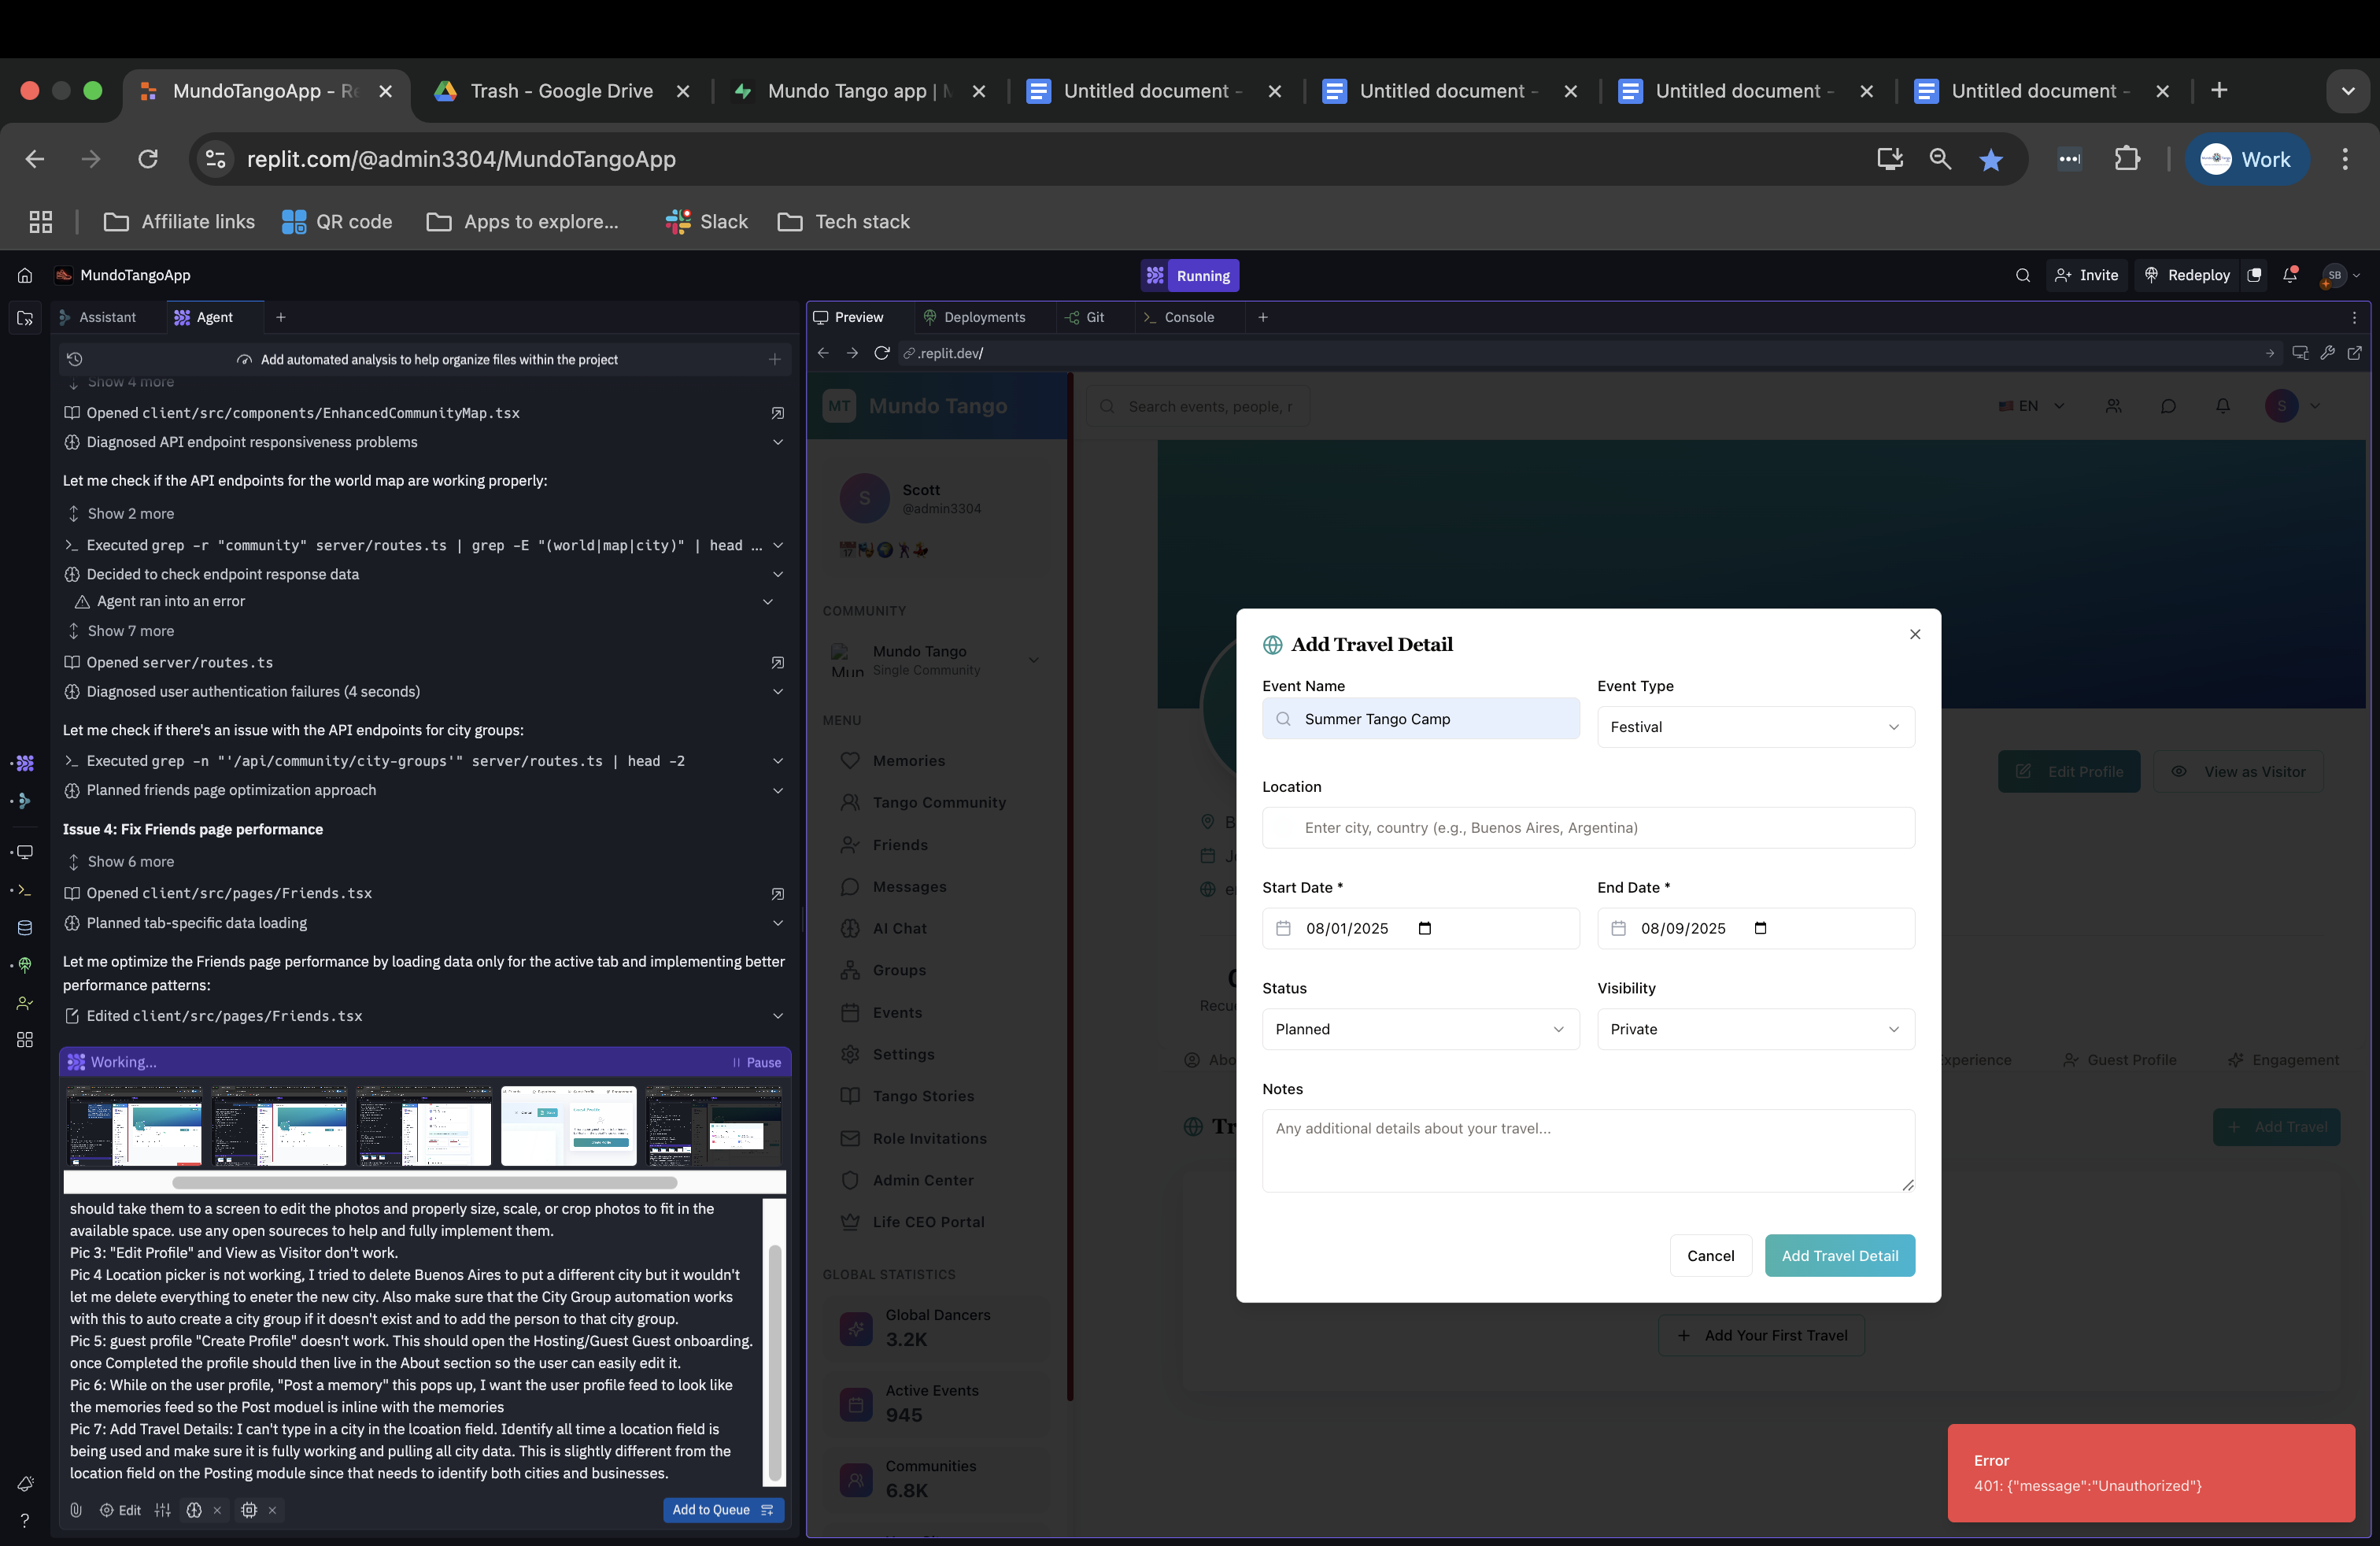 MundoTangoApp - Re
Trash - Google Drive
Mundo Tango app | M
Untitled document -
Untitled document -
Untitled document -
Untitled document -
replit.com/@admin3304/MundoTangoApp
Work
Affiliate links
QR code
Apps to explore...
Slack
Tech stack
MundoTangoApp
Running
Invite
Redeploy
SB
Assistant
Agent
Add automated analysis to help organize files within the project
Show 4 more
Opened client/src/components/EnhancedCommunityMap.tsx
Diagnosed API endpoint responsiveness problems
Let me check if the API endpoints for the world map are working properly:
Show 2 more
Executed grep -r "community" server/routes.ts | grep -E "(world|map|city)" | head ...
Decided to check endpoint response data
Agent ran into an error
Show 7 more
Opened server/routes.ts
Diagnosed user authentication failures (4 seconds)
Let me check if there's an issue with the API endpoints for city groups:
Executed grep -n "'/api/community/city-groups'" server/routes.ts | head -2
Planned friends page optimization approach
Issue 4: Fix Friends page performance
Show 6 more
Opened client/src/pages/Friends.tsx
Planned tab-specific data loading
Let me optimize the Friends page performance by loading data only for the active tab and implementing better
performance patterns:
Edited client/src/pages/Friends.tsx
Working...
Pause
should take them to a screen to edit the photos and properly size, scale, or crop photos to fit in the
available space. use any open soureces to help and fully implement them.
Pic 3: "Edit Profile" and View as Visitor don't work.
Pic 4 Location picker is not working, I tried to delete Buenos Aires to put a different city but it wouldn't
let me delete everything to eneter the new city. Also make sure that the City Group automation works
with this to auto create a city group if it doesn't exist and to add the person to that city group.
Pic 5: guest profile "Create Profile" doesn't work. This should open the Hosting/Guest Guest onboarding.
once Completed the profile should then live in the About section so the user can easily edit it.
Pic 6: While on the user profile, "Post a memory" this pops up, I want the user profile feed to look like
the memories feed so the Post moduel is inline with the memories
Pic 7: Add Travel Details: I can't type in a city in the lcoation field. Identify all time a location field is
being used and make sure it is fully working and pulling all city data. This is slightly different from the
location field on the Posting module since that needs to identify both cities and businesses.
Edit
Add to Queue
Preview
Deployments
Git
Console
.replit.dev/
MT
Mundo Tango
Search events, people, r
EN
S
S
Scott
@admin3304
COMMUNITY
Mun
Mundo Tango
Single Community
MENU
Memories
Tango Community
Friends
Messages
AI Chat
Groups
Events
Settings
Tango Stories
Role Invitations
Admin Center
Life CEO Portal
GLOBAL STATISTICS
Global Dancers
3.2K
Active Events
945
Communities
6.8K
Edit Profile
View as Visitor
Recue
Abo
xperience
Guest Profile
Engagement
Tr
Add Travel
Add Your First Travel
Add Travel Detail
Event Name
Event Type
Summer Tango Camp
Festival
Location
Enter city, country (e.g., Buenos Aires, Argentina)
Start Date *
End Date *
08/01/2025
08/09/2025
Status
Visibility
Planned
Private
Notes
Any additional details about your travel...
Cancel
Add Travel Detail
Error
401: {"message":"Unauthorized"}